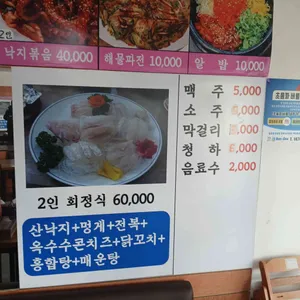 낙지볶음 40,000
해물파전 10,000
알 밥 10,000
맥 주 5,000
소 주 5,000
막걸리
청 하 6,000
음료수 2,000
2인 회정식 60,000
산낙지+멍게+전복+
옥수수콘치즈+닭꼬치+
홍합탕+매운탕